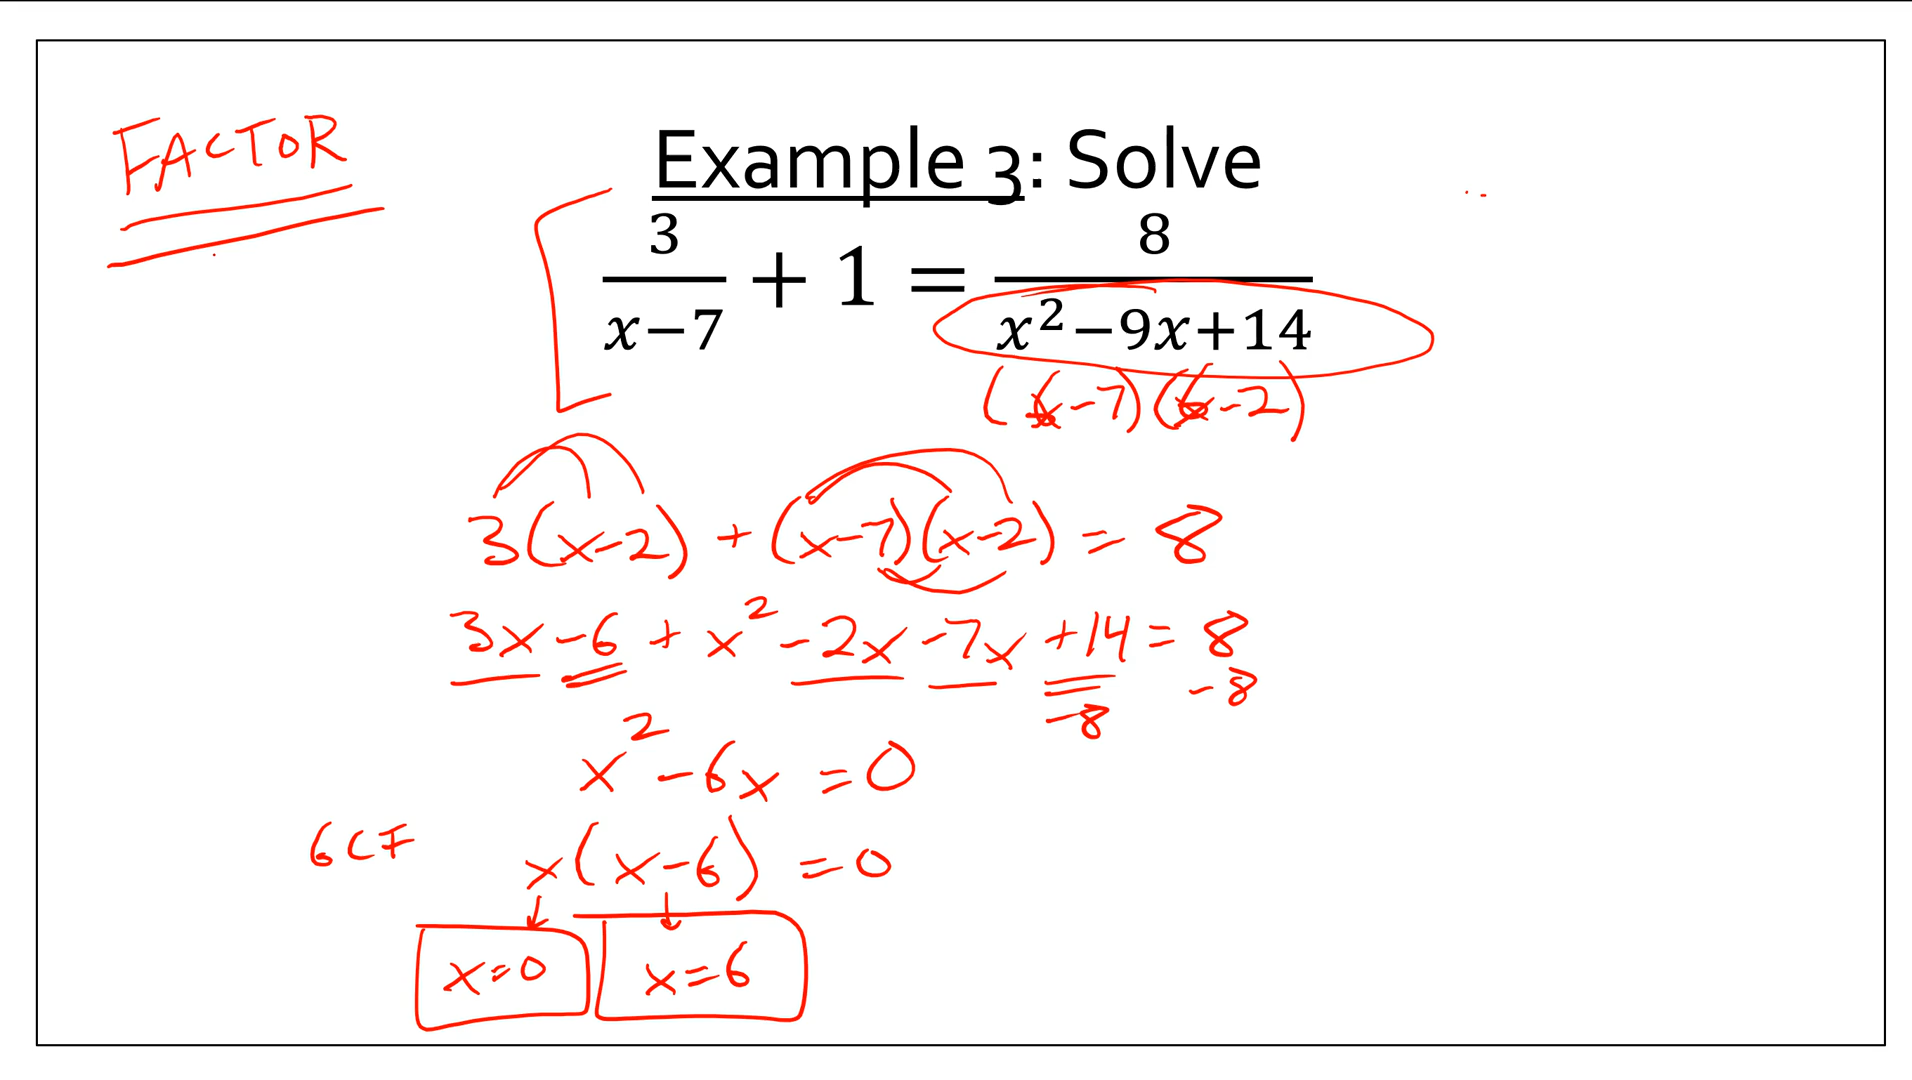 FACTOR
Example 3: Solve
3/(x−7) + 1 = 8/(x²−9x+14)
(x-7)(x-2)
3(x-2) + (x-7)(x-2) = 8
3x -6 + x² -2x -7x +14 = 8
-8 -8
x² -6x = 0
GCF x(x-6) = 0
x=0 x=6